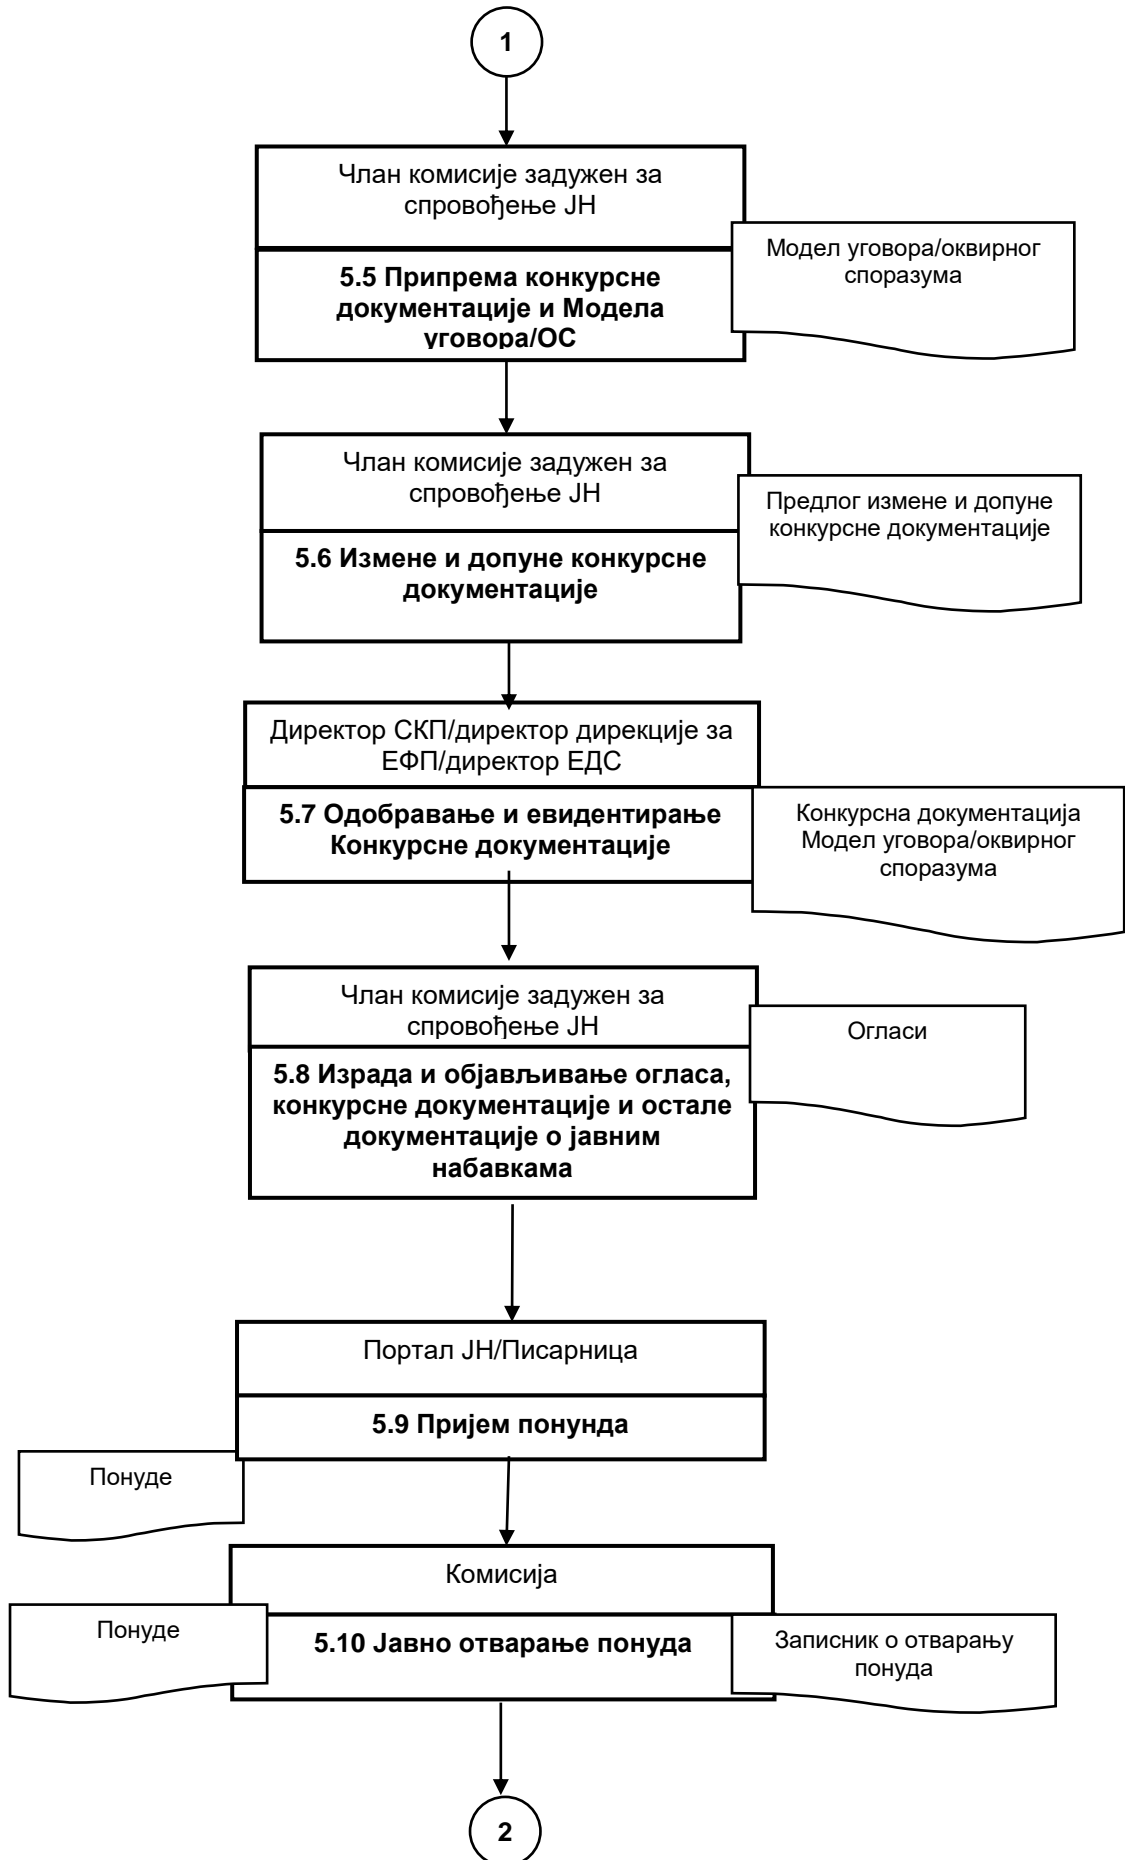 1
Члан комисије задужен за
спровођење ЈН
5.5 Припрема конкурсне
документације и Модела
уговора/ОС
Модел уговора/оквирног
споразума
Члан комисије задужен за
спровођење ЈН
5.6 Измене и допуне конкурсне
документације
Предлог измене и допуне
конкурсне документације
Директор СКП/директор дирекције за
ЕФП/директор ЕДС
5.7 Одобравање и евидентирање
Конкурсне документације
Конкурсна документација
Модел уговора/оквирног
споразума
Члан комисије задужен за
спровођење ЈН
5.8 Израда и објављивање огласа,
конкурсне документације и остале
документације о јавним
набавкама
Огласи
Портал ЈН/Писарница
5.9 Пријем понунда
Понуде
Комисија
Понуде
5.10 Јавно отварање понуда
Записник о отварању
понуда
2